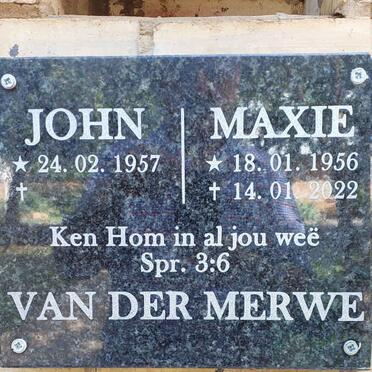 JOHN
★ 24. 02. 1957
✝
MAXIE
★ 18. 01. 1956
✝ 14. 01. 2022
Ken Hom in al jou weë
Spr. 3:6
VAN DER MERWE